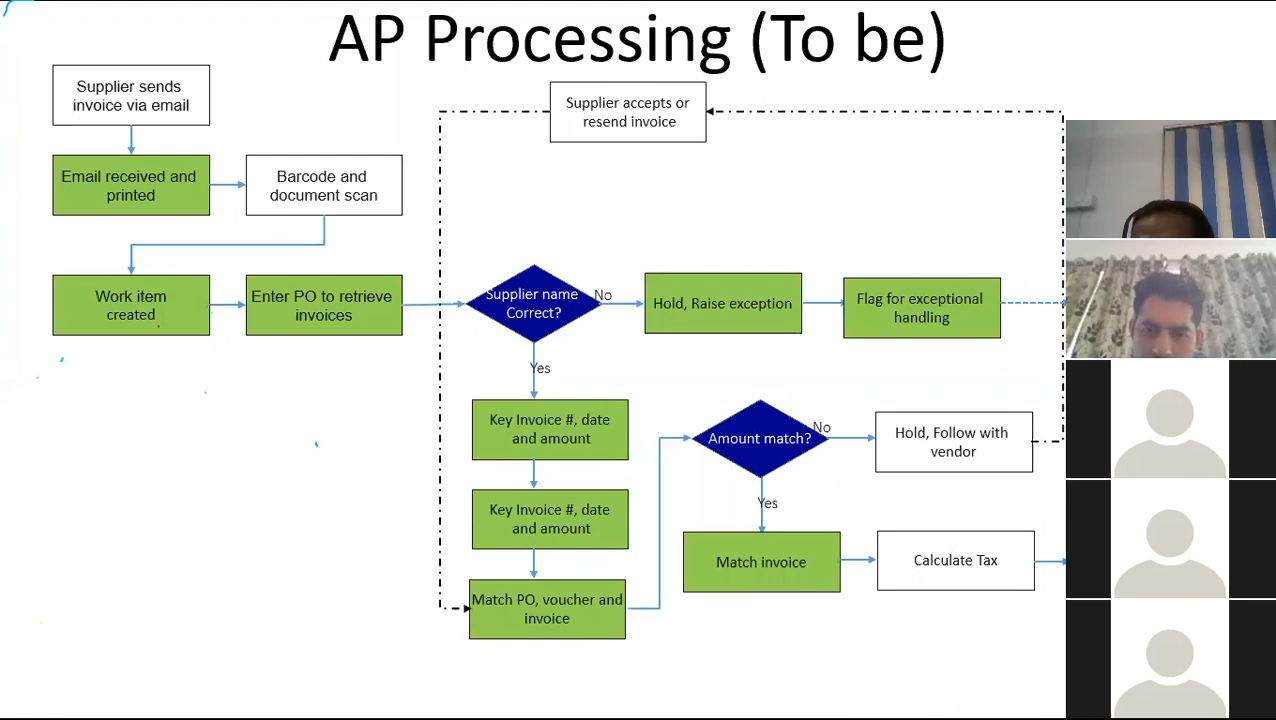 AP Processing (To be)
Supplier sends
invoice via email
Supplier accepts or
resend invoice
Email received and
printed
Barcode and
document scan
Work item
created
Enter PO to retrieve
invoices
Supplier name
Correct?
No
Hold, Raise exception
Flag for exceptional
handling
Yes
Key Invoice #, date
and amount
Amount match?
No
Hold, Follow with
vendor
Key Invoice #, date
and amount
Yes
Match invoice
Calculate Tax
Match PO, voucher and
invoice